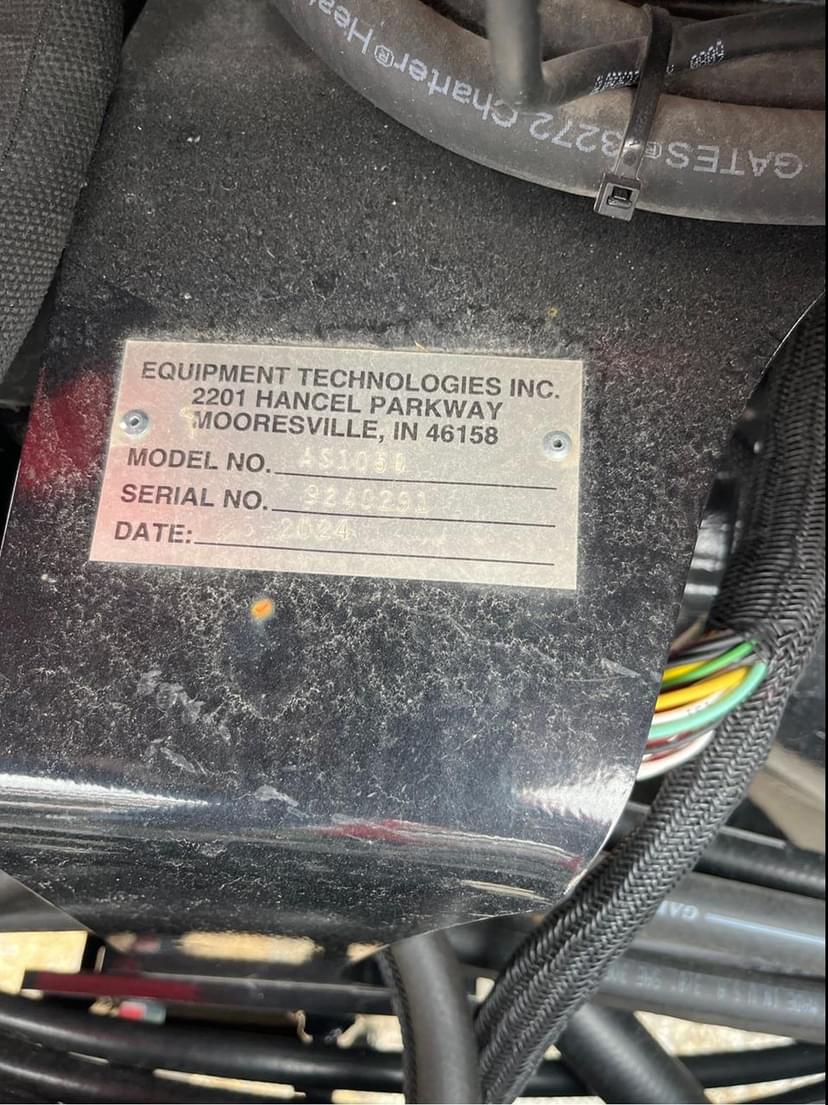 GATES® 3272 Charter® Hea
EQUIPMENT TECHNOLOGIES INC.
2201 HANCEL PARKWAY
MOORESVILLE, IN 46158
MODEL NO.
SERIAL NO. 9240291
DATE: 2024